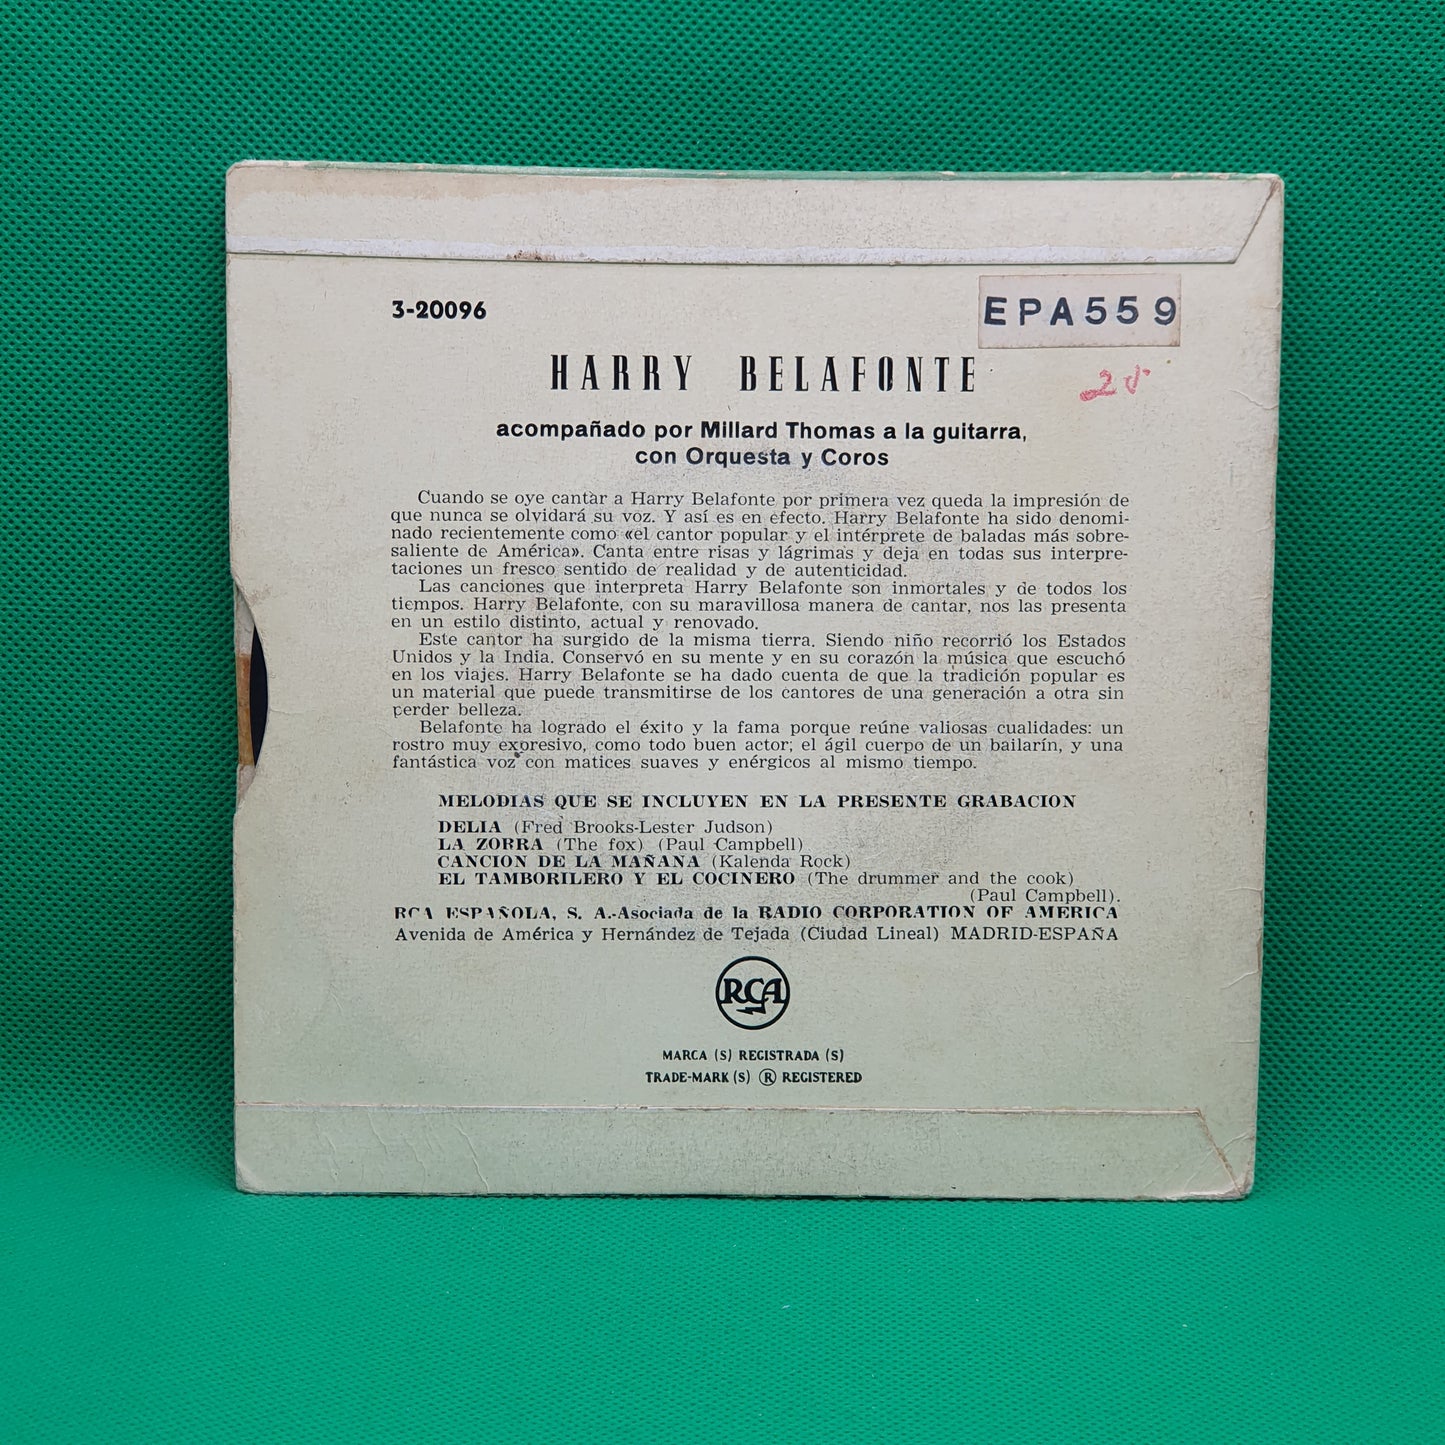 3-20096
EPA559
HARRY BELAFONTE
acompañado por Millard Thomas a la guitarra,
con Orquesta y Coros
Cuando se oye cantar a Harry Belafonte por primera vez queda la impresión de
que nunca se olvidará su voz. Y así es en efecto. Harry Belafonte ha sido denomi-
nado recientemente como «el cantor popular y el intérprete de baladas más sobre-
saliente de América». Canta entre risas y lágrimas y deja en todas sus interpre-
taciones un fresco sentido de realidad y de autenticidad.
Las canciones que interpreta Harry Belafonte son inmortales y de todos los
tiempos. Harry Belafonte, con su maravillosa manera de cantar, nos las presenta
en un estilo distinto, actual y renovado.
Este cantor ha surgido de la misma tierra. Siendo niño recorrió los Estados
Unidos y la India. Conservó en su mente y en su corazón la música que escuchó
en los viajes. Harry Belafonte se ha dado cuenta de que la tradición popular es
un material que puede transmitirse de los cantores de una generación a otra sin
perder belleza.
Belafonte ha logrado el éxito y la fama porque reúne valiosas cualidades: un
rostro muy expresivo, como todo buen actor; el ágil cuerpo de un bailarín, y una
fantástica voz con matices suaves y enérgicos al mismo tiempo.
MELODIAS QUE SE INCLUYEN EN LA PRESENTE GRABACION
DELIA (Fred Brooks-Lester Judson)
LA ZORRA (The fox) (Paul Campbell)
CANCION DE LA MAÑANA (Kalenda Rock)
EL TAMBORILERO Y EL COCINERO (The drummer and the cook)
(Paul Campbell).
RCA ESPAÑOLA, S. A.-Asociada de la RADIO CORPORATION OF AMERICA
Avenida de América y Hernández de Tejada (Ciudad Lineal) MADRID-ESPAÑA
RCA
MARCA (S) REGISTRADA (S)
TRADE-MARK (S) ® REGISTERED